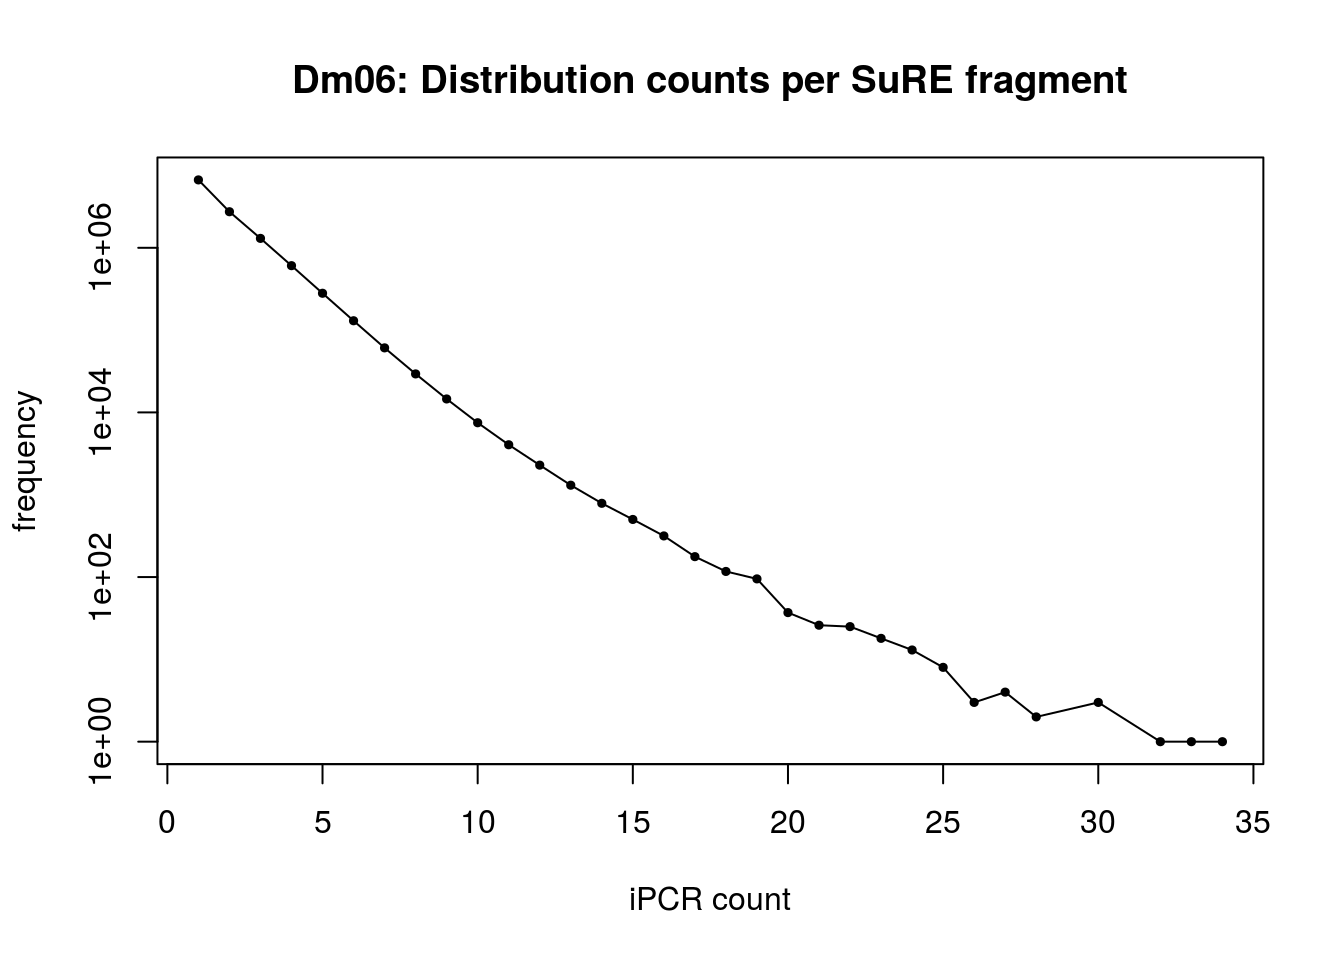 Dm06: Distribution counts per SuRE fragment
frequency
1e+06
1e+04
1e+02
1e+00
0 5 10 15 20 25 30 35
iPCR count